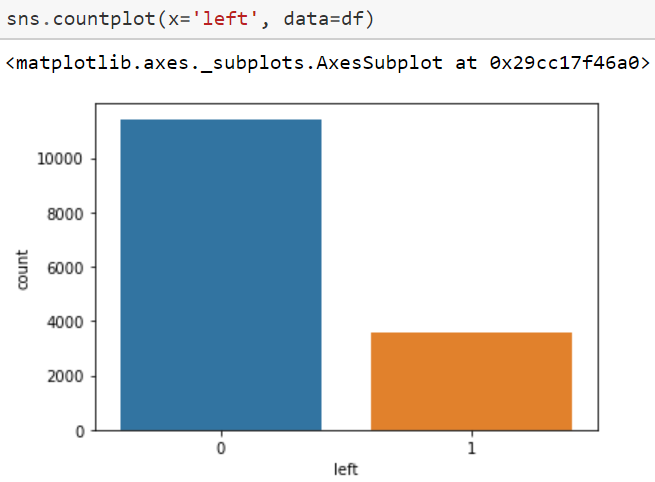 sns.countplot(x='left', data=df)
<matplotlib.axes._subplots.AxesSubplot at 0x29cc17f46a0>
10000
8000
6000
4000
2000
0
count
0 1
left